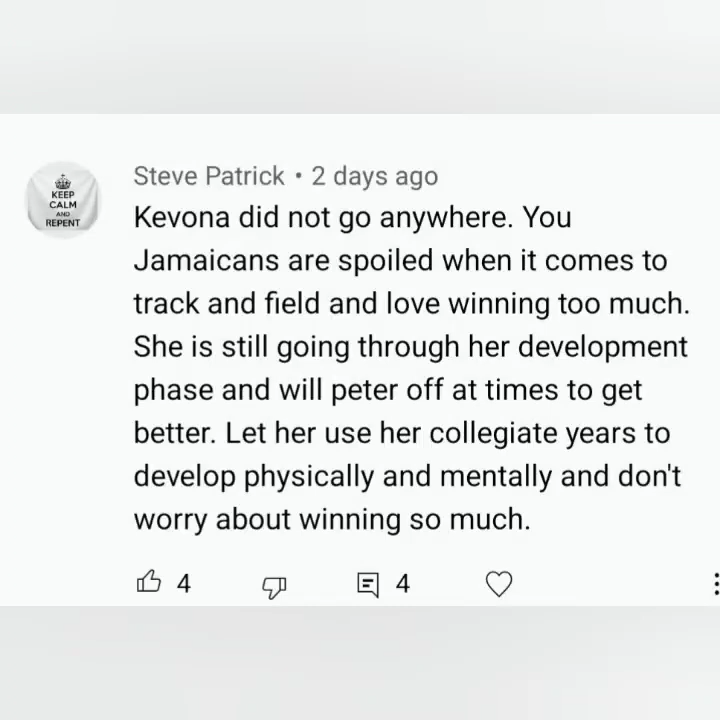 KEEP
CALM
AND
REPENT
Steve Patrick • 2 days ago
Kevona did not go anywhere. You
Jamaicans are spoiled when it comes to
track and field and love winning too much.
She is still going through her development
phase and will peter off at times to get
better. Let her use her collegiate years to
develop physically and mentally and don't
worry about winning so much.
4
4